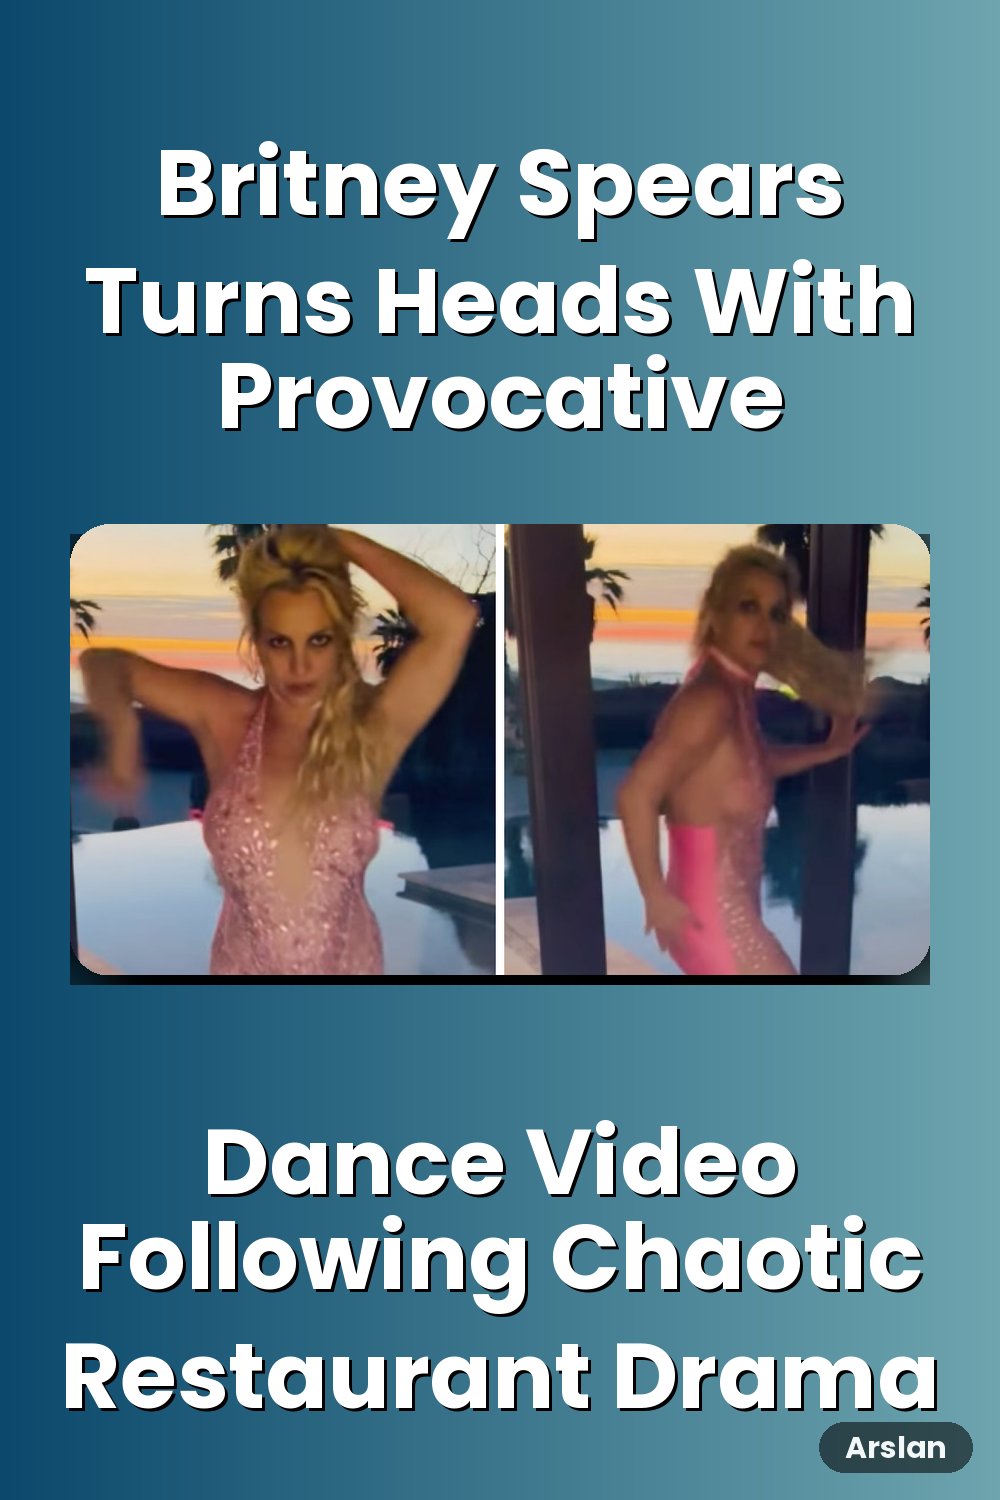 Britney Spears
Turns Heads With
Provocative
Dance Video
Following Chaotic
Restaurant Drama
Arslan